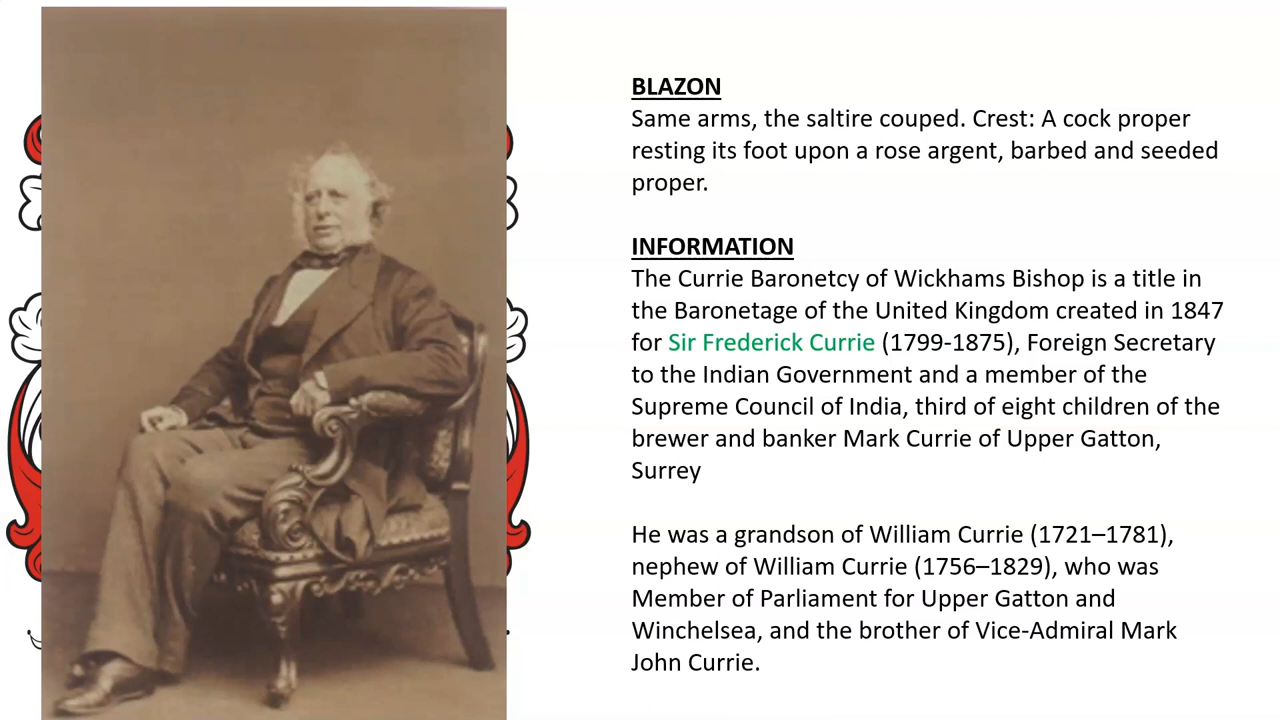 BLAZON
Same arms, the saltire couped. Crest: A cock proper
resting its foot upon a rose argent, barbed and seeded
proper.
INFORMATION
The Currie Baronetcy of Wickhams Bishop is a title in
the Baronetage of the United Kingdom created in 1847
for Sir Frederick Currie (1799-1875), Foreign Secretary
to the Indian Government and a member of the
Supreme Council of India, third of eight children of the
brewer and banker Mark Currie of Upper Gatton,
Surrey
He was a grandson of William Currie (1721–1781),
nephew of William Currie (1756–1829), who was
Member of Parliament for Upper Gatton and
Winchelsea, and the brother of Vice-Admiral Mark
John Currie.